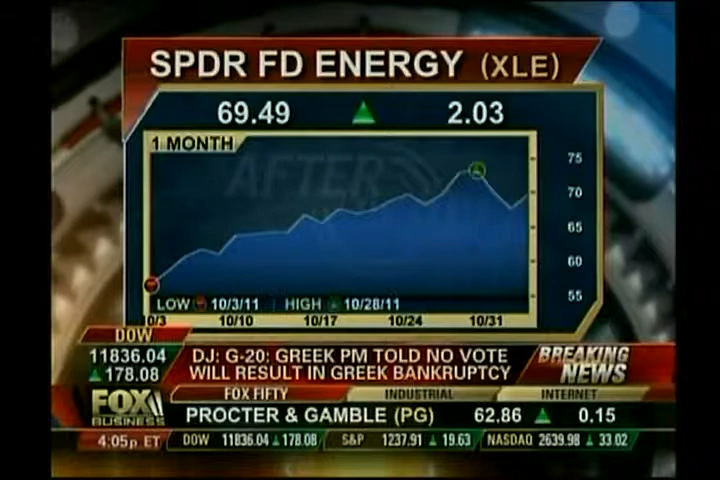 SPDR FD ENERGY (XLE)
69.49 2.03
1 MONTH
AFTER
75
70
65
60
55
LOW 10/3/11 HIGH 10/28/11
10/3 10/10 10/17 10/24 10/31
DOW
11836.04
178.08
DJ: G-20: GREEK PM TOLD NO VOTE
WILL RESULT IN GREEK BANKRUPTCY
BREAKING
NEWS
FOX FIFTY INDUSTRIAL INTERNET
FOX
BUSINESS
PROCTER & GAMBLE (PG) 62.86 0.15
4:05p ET DOW 11836.04 178.08 S&P 1237.91 19.63 NASDAQ 2639.98 33.02